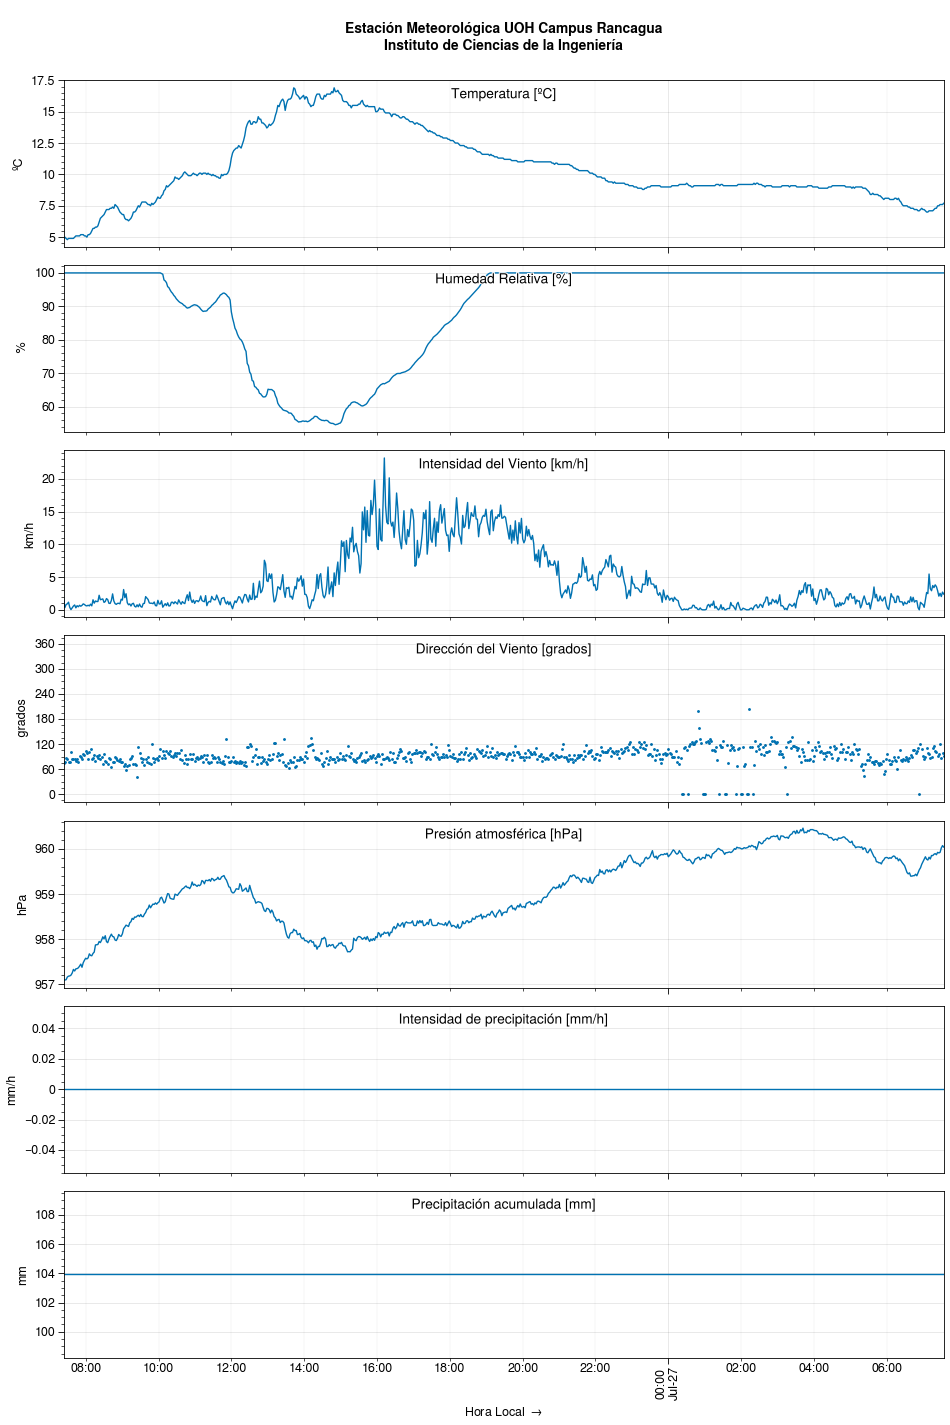 Estación Meteorológica UOH Campus Rancagua
Instituto de Ciencias de la Ingeniería
Temperatura [ºC]
ºC
17.5
15
12.5
10
7.5
5
Humedad Relativa [%]
%
100
90
80
70
60
Intensidad del Viento [km/h]
km/h
20
15
10
5
0
Dirección del Viento [grados]
grados
360
300
240
180
120
60
0
Presión atmosférica [hPa]
hPa
960
959
958
957
Intensidad de precipitación [mm/h]
mm/h
0.04
0.02
0
−0.02
−0.04
Precipitación acumulada [mm]
mm
108
106
104
102
100
08:00 10:00 12:00 14:00 16:00 18:00 20:00 22:00 00:00 02:00 04:00 06:00
Jul-27
Hora Local →